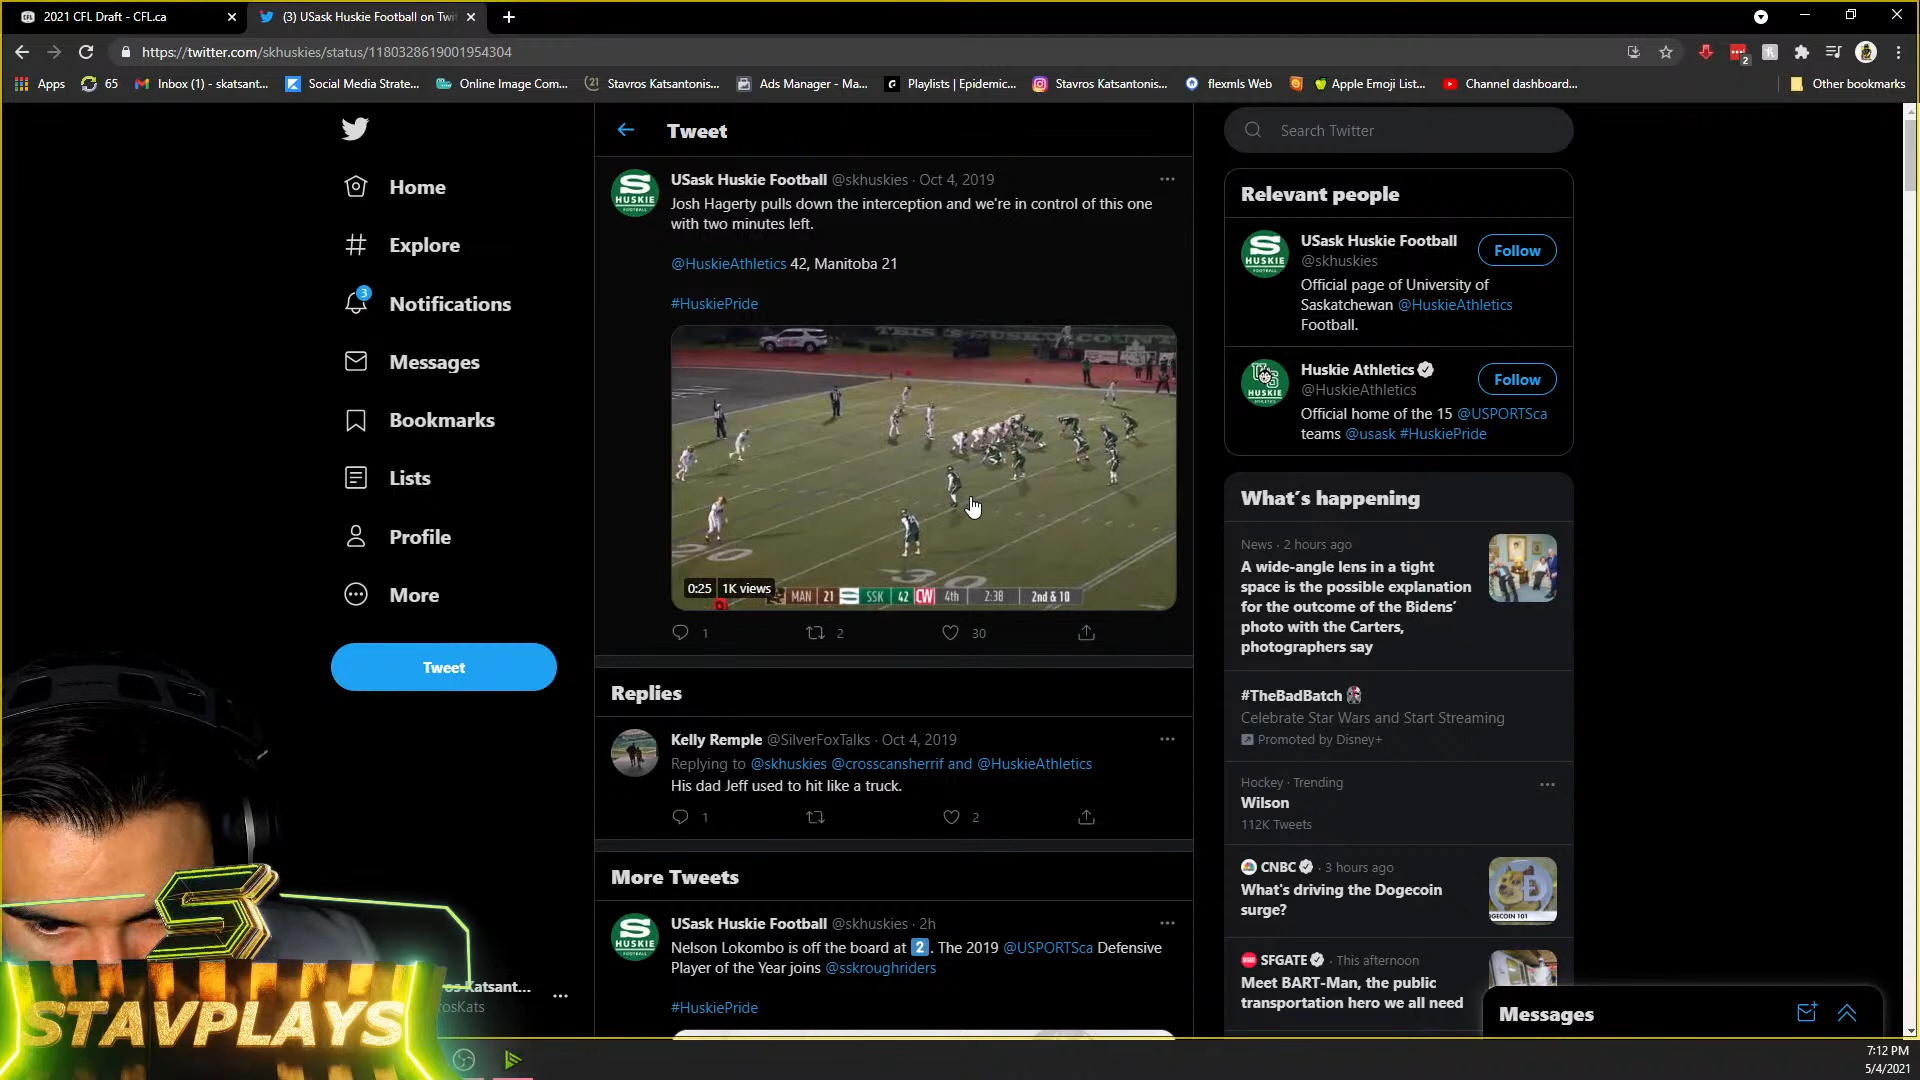 2021 CFL Draft - CFL.ca
(3) USask Huskie Football on Twi
https://twitter.com/skhuskies/status/1180328619001954304
Apps
65
Inbox (1) - skatsant...
Social Media Strate...
Online Image Com...
Stavros Katsantonis...
Ads Manager - Ma...
Playlists | Epidemic...
Stavros Katsantonis...
flexmls Web
Apple Emoji List...
Channel dashboard...
Other bookmarks
Home
Explore
3
Notifications
Messages
Bookmarks
Lists
Profile
More
Tweet
Tweet
USask Huskie Football @skhuskies · Oct 4, 2019
Josh Hagerty pulls down the interception and we're in control of this one
with two minutes left.
@HuskieAthletics 42, Manitoba 21
#HuskiePride
20
30
0:25 1K views
MAN 21 SSK 42 CW 4th 2:38 2nd & 10
1 2 30
Replies
Kelly Remple @SilverFoxTalks · Oct 4, 2019
Replying to @skhuskies @crosscansherrif and @HuskieAthletics
His dad Jeff used to hit like a truck.
1 2
More Tweets
USask Huskie Football @skhuskies · 2h
Nelson Lokombo is off the board at 2. The 2019 @USPORTSca Defensive
Player of the Year joins @sskroughriders
#HuskiePride
Search Twitter
Relevant people
USask Huskie Football
@skhuskies
Follow
Official page of University of
Saskatchewan @HuskieAthletics
Football.
Huskie Athletics
@HuskieAthletics
Follow
Official home of the 15 @USPORTSca
teams @usask #HuskiePride
What's happening
News · 2 hours ago
A wide-angle lens in a tight
space is the possible explanation
for the outcome of the Bidens'
photo with the Carters,
photographers say
#TheBadBatch
Celebrate Star Wars and Start Streaming
Promoted by Disney+
Hockey · Trending
Wilson
112K Tweets
CNBC · 3 hours ago
What's driving the Dogecoin
surge?
SFGATE · This afternoon
Meet BART-Man, the public
transportation hero we all need
Messages
STAVPLAYS
7:12 PM
5/4/2021